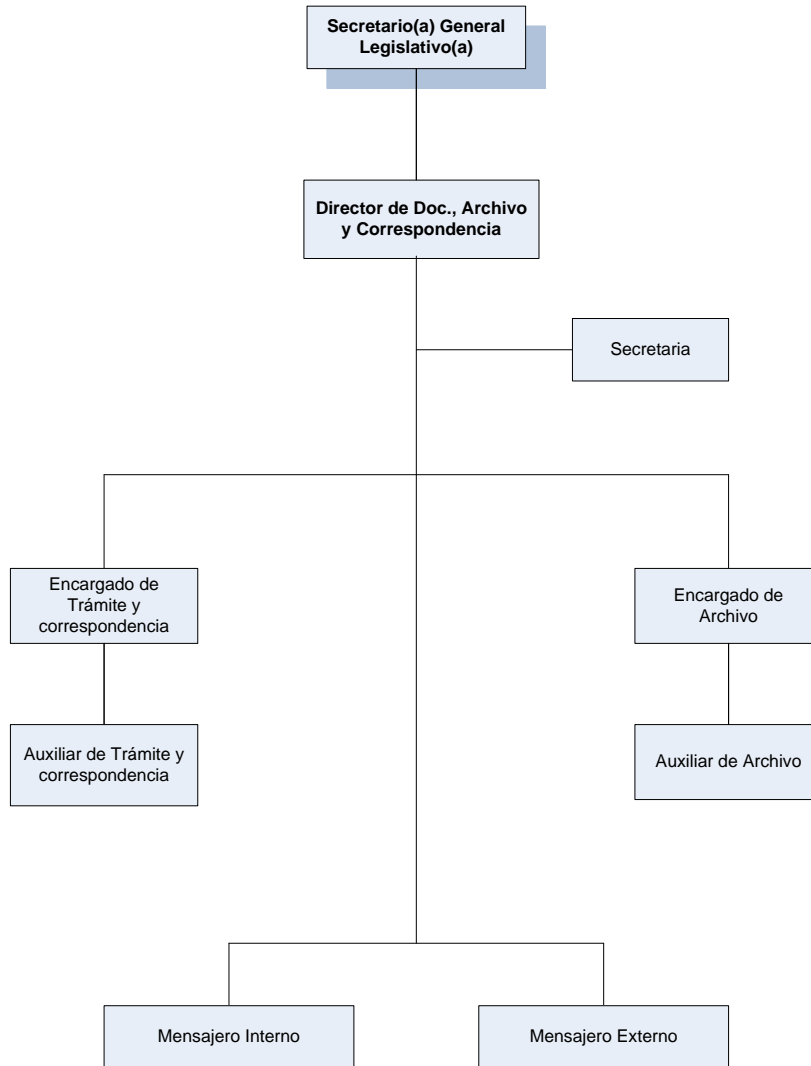 Secretario(a) General
Legislativo(a)
Director de Doc., Archivo
y Correspondencia
Secretaria
Encargado de
Trámite y
correspondencia
Encargado de
Archivo
Auxiliar de Trámite y
correspondencia
Auxiliar de Archivo
Mensajero Interno
Mensajero Externo